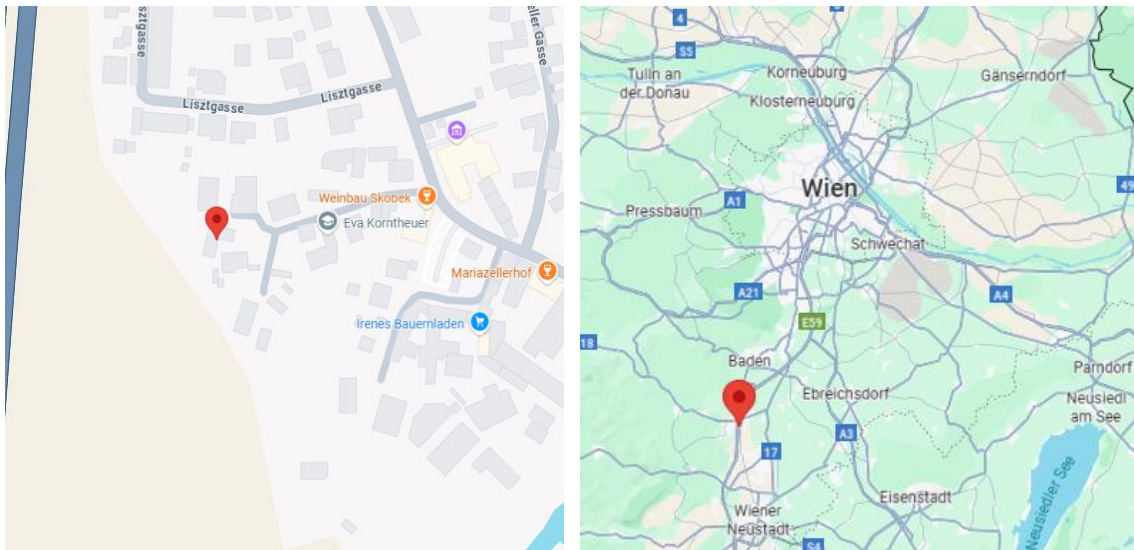 Lisztgasse
eller Gasse
Lisztgasse
Lisztgasse
Weinbau Skobek
Eva Korntheuer
Mariazellerhof
Irenes Bauernladen
4
S5
Korneuburg
Tulln an
der Donau
Gänserndorf
Klosterneuburg
Wien
49
A1
Pressbaum
Schwechat
A21
A4
E59
18
Baden
Parndorf
Ebreichsdorf
Neusiedl
am See
A3
17
Eisenstadt
Neusiedler See
Wiener
Neustadt
S4